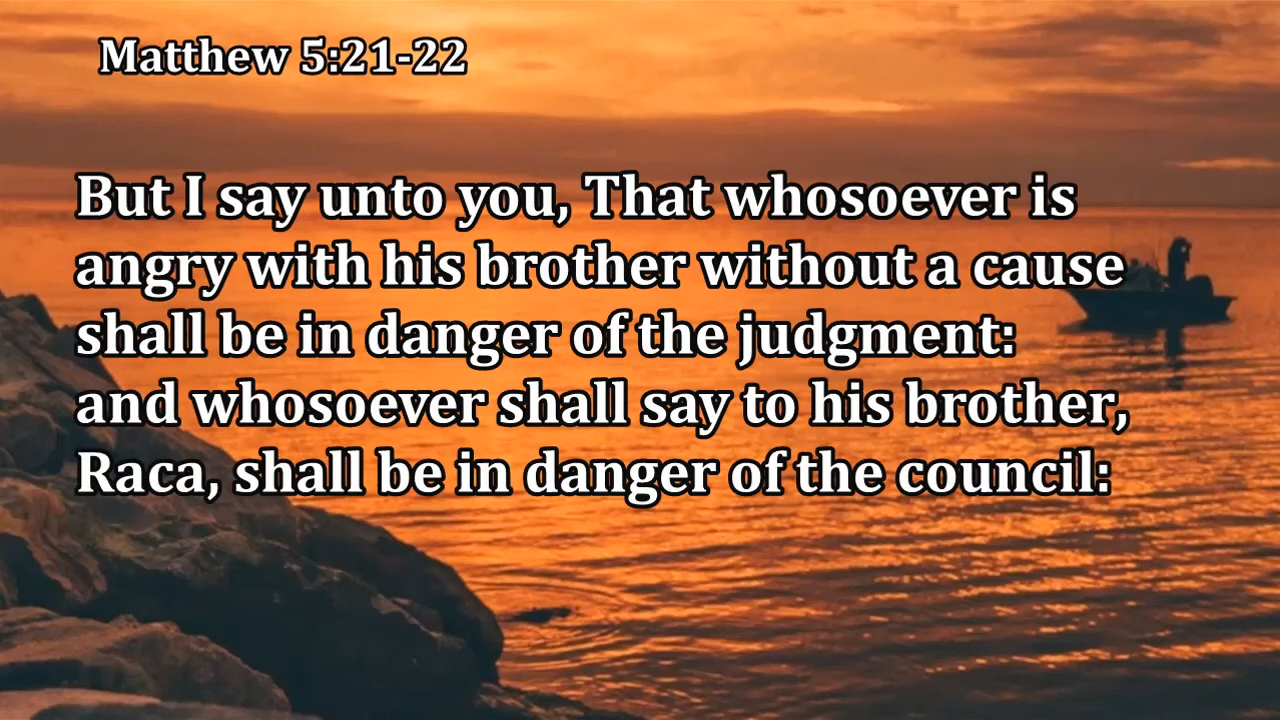 Matthew 5:21-22
But I say unto you, That whosoever is
angry with his brother without a cause
shall be in danger of the judgment:
and whosoever shall say to his brother,
Raca, shall be in danger of the council: